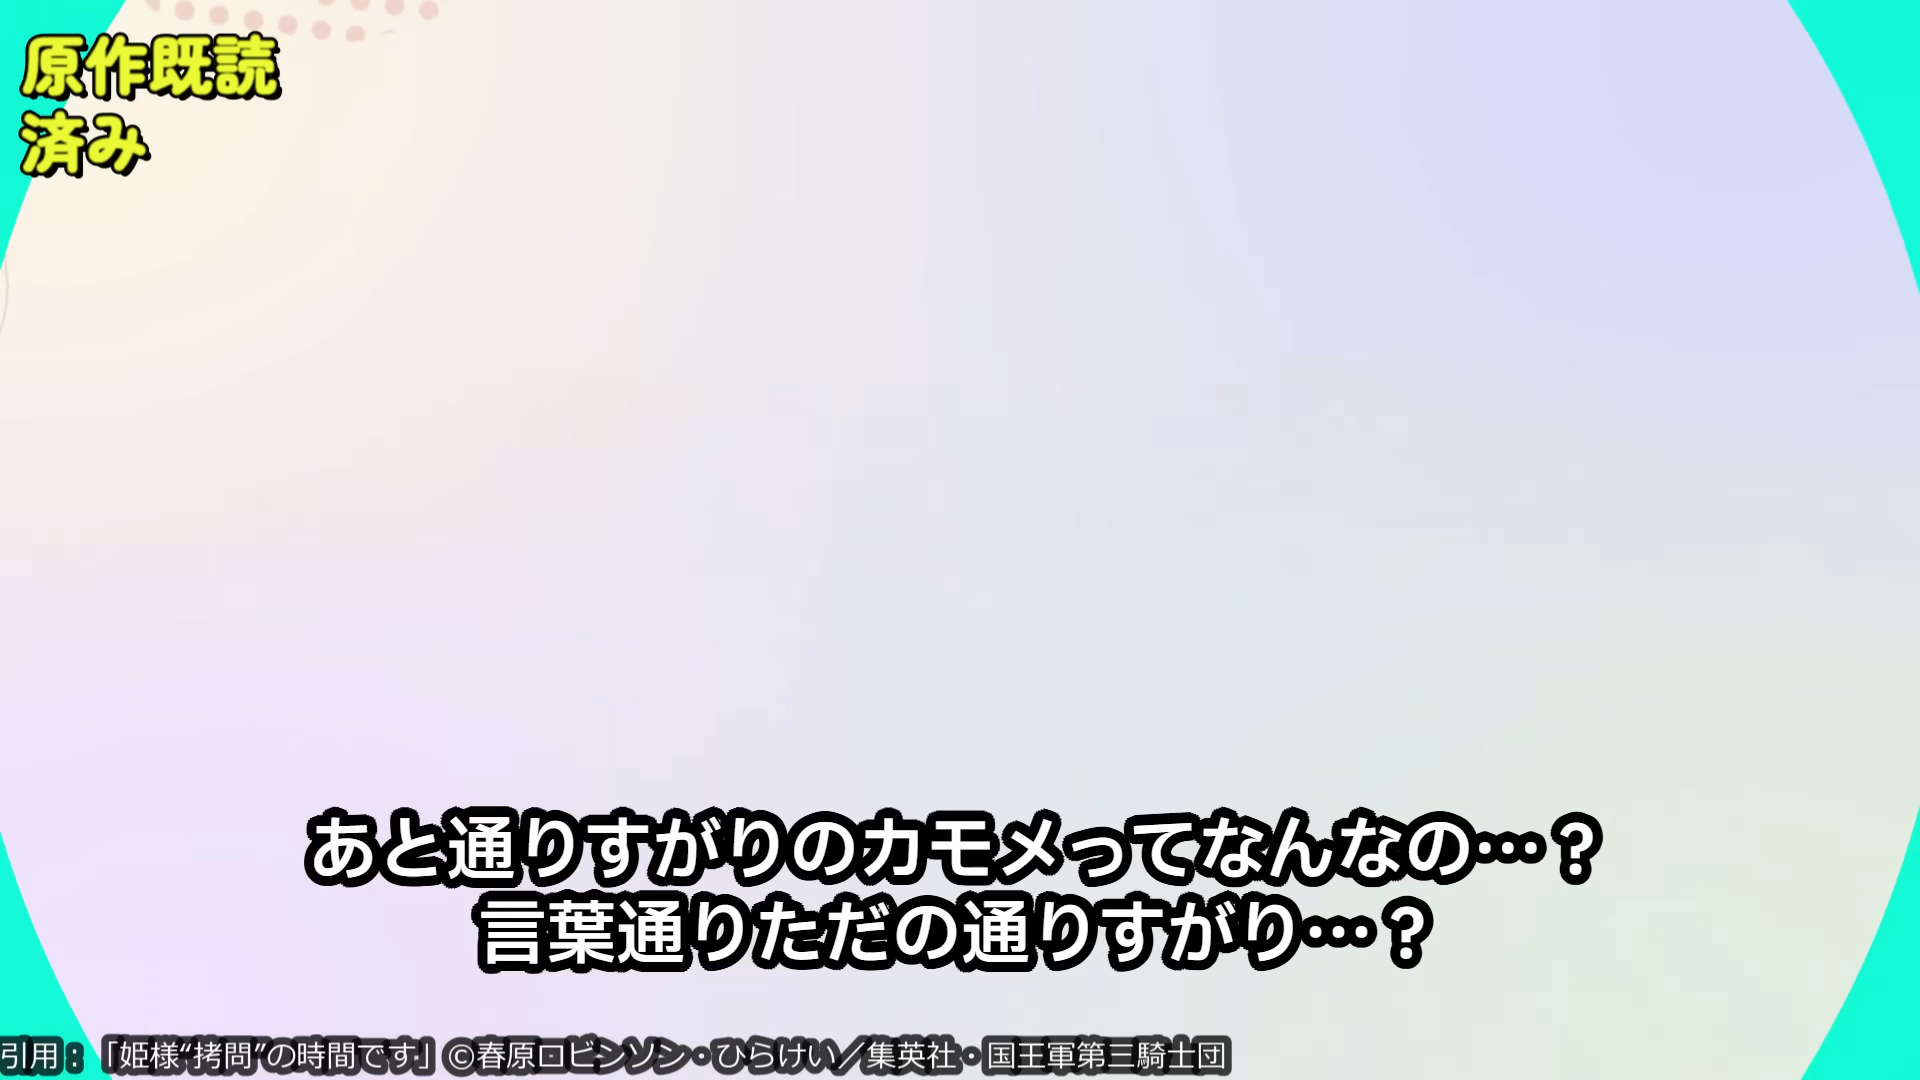 原作既読
済み
あと通りすがりのカモメってなんなの…？
言葉通りただの通りすがり…？
引用：「姫様“拷問”の時間です」©春原ロビンソン・ひらけい／集英社・国王軍第三騎士団